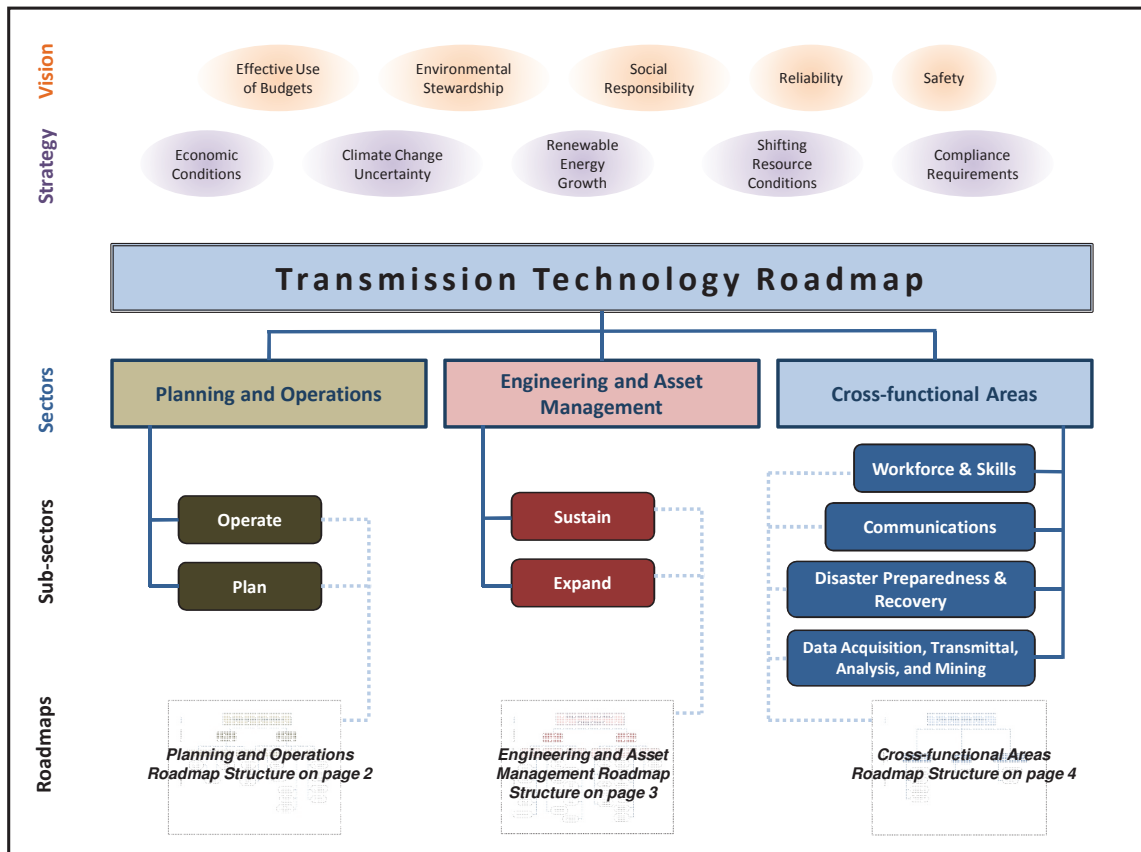 Vision
Effective Use
of Budgets
Environmental
Stewardship
Social
Responsibility
Reliability
Safety
Strategy
Economic
Conditions
Climate Change
Uncertainty
Renewable
Energy
Growth
Shifting
Resource
Conditions
Compliance
Requirements
Transmission Technology Roadmap
Sectors
Planning and Operations
Engineering and Asset
Management
Cross-functional Areas
Sub-sectors
Operate
Plan
Sustain
Expand
Workforce & Skills
Communications
Disaster Preparedness &
Recovery
Data Acquisition, Transmittal,
Analysis, and Mining
Roadmaps
Planning and Operations
Roadmap Structure on page 2
Engineering and Asset
Management Roadmap
Structure on page 3
Cross-functional Areas
Roadmap Structure on page 4